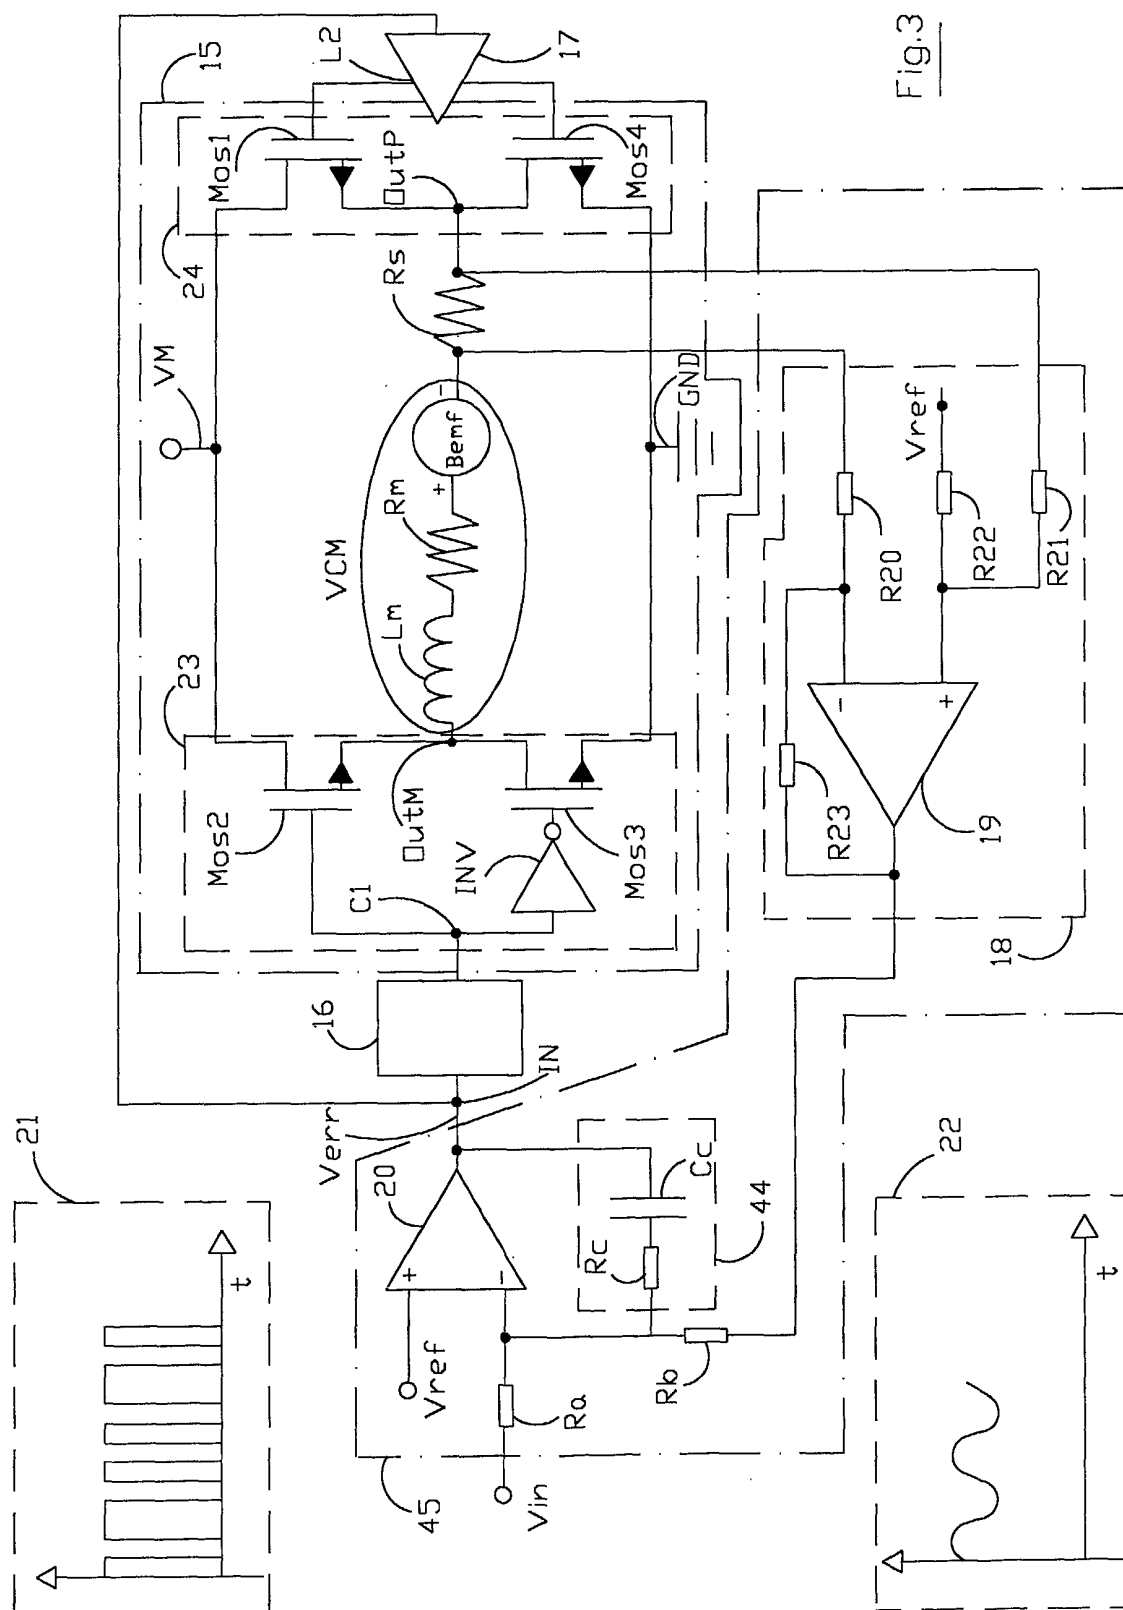 Fig.3
15
L2
17
Mos1
OutP
Mos4
24
Rs
VM
GND
Bemf
-
+
Rm
VCM
Lm
Vref
R20
R22
R21
23
Mos2
OutM
INV
Mos3
C1
R23
19
-
+
18
16
IN
Verr
20
+
-
Cc
Rc
44
Vref
Ra
Rb
Vin
45
21
t
22
t